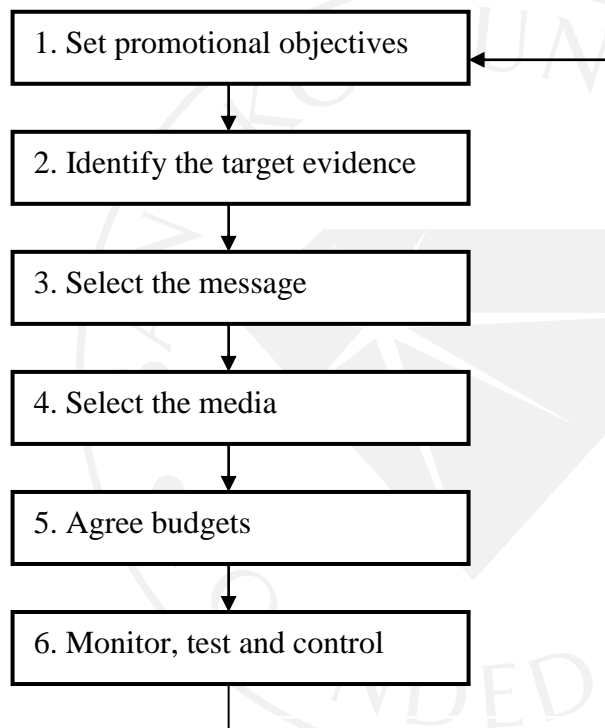 1. Set promotional objectives
2. Identify the target evidence
3. Select the message
4. Select the media
5. Agree budgets
6. Monitor, test and control